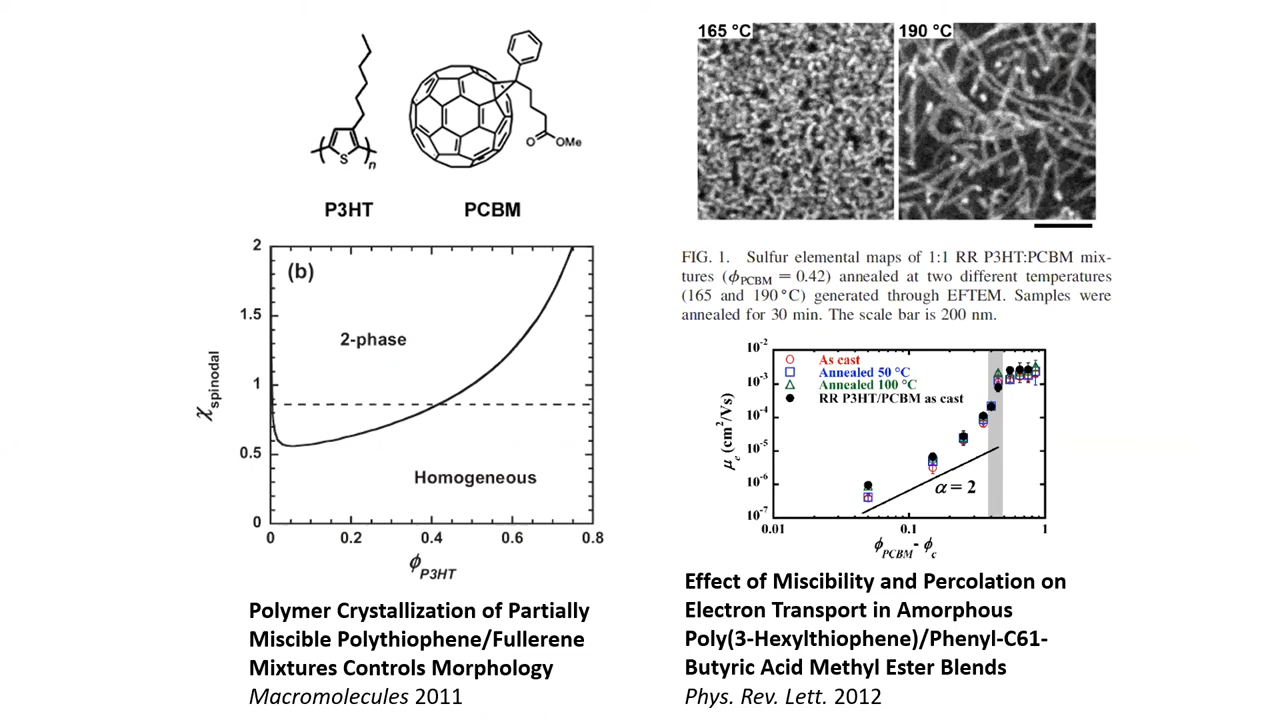 S
n
O
OMe
P3HT
PCBM
165 °C
190 °C
FIG. 1. Sulfur elemental maps of 1:1 RR P3HT:PCBM mix-
tures (ϕPCBM = 0.42) annealed at two different temperatures
(165 and 190 °C) generated through EFTEM. Samples were
annealed for 30 min. The scale bar is 200 nm.
(b)
2-phase
Homogeneous
χspinodal
2
1.5
1
0.5
0
0
0.2
0.4
0.6
0.8
ϕP3HT
As cast
Annealed 50 °C
Annealed 100 °C
RR P3HT/PCBM as cast
α = 2
μe (cm²/Vs)
10⁻²
10⁻³
10⁻⁴
10⁻⁵
10⁻⁶
10⁻⁷
0.01
0.1
1
ϕPCBM - ϕc
Polymer Crystallization of Partially
Miscible Polythiophene/Fullerene
Mixtures Controls Morphology
Macromolecules 2011
Effect of Miscibility and Percolation on
Electron Transport in Amorphous
Poly(3-Hexylthiophene)/Phenyl-C61-
Butyric Acid Methyl Ester Blends
Phys. Rev. Lett. 2012